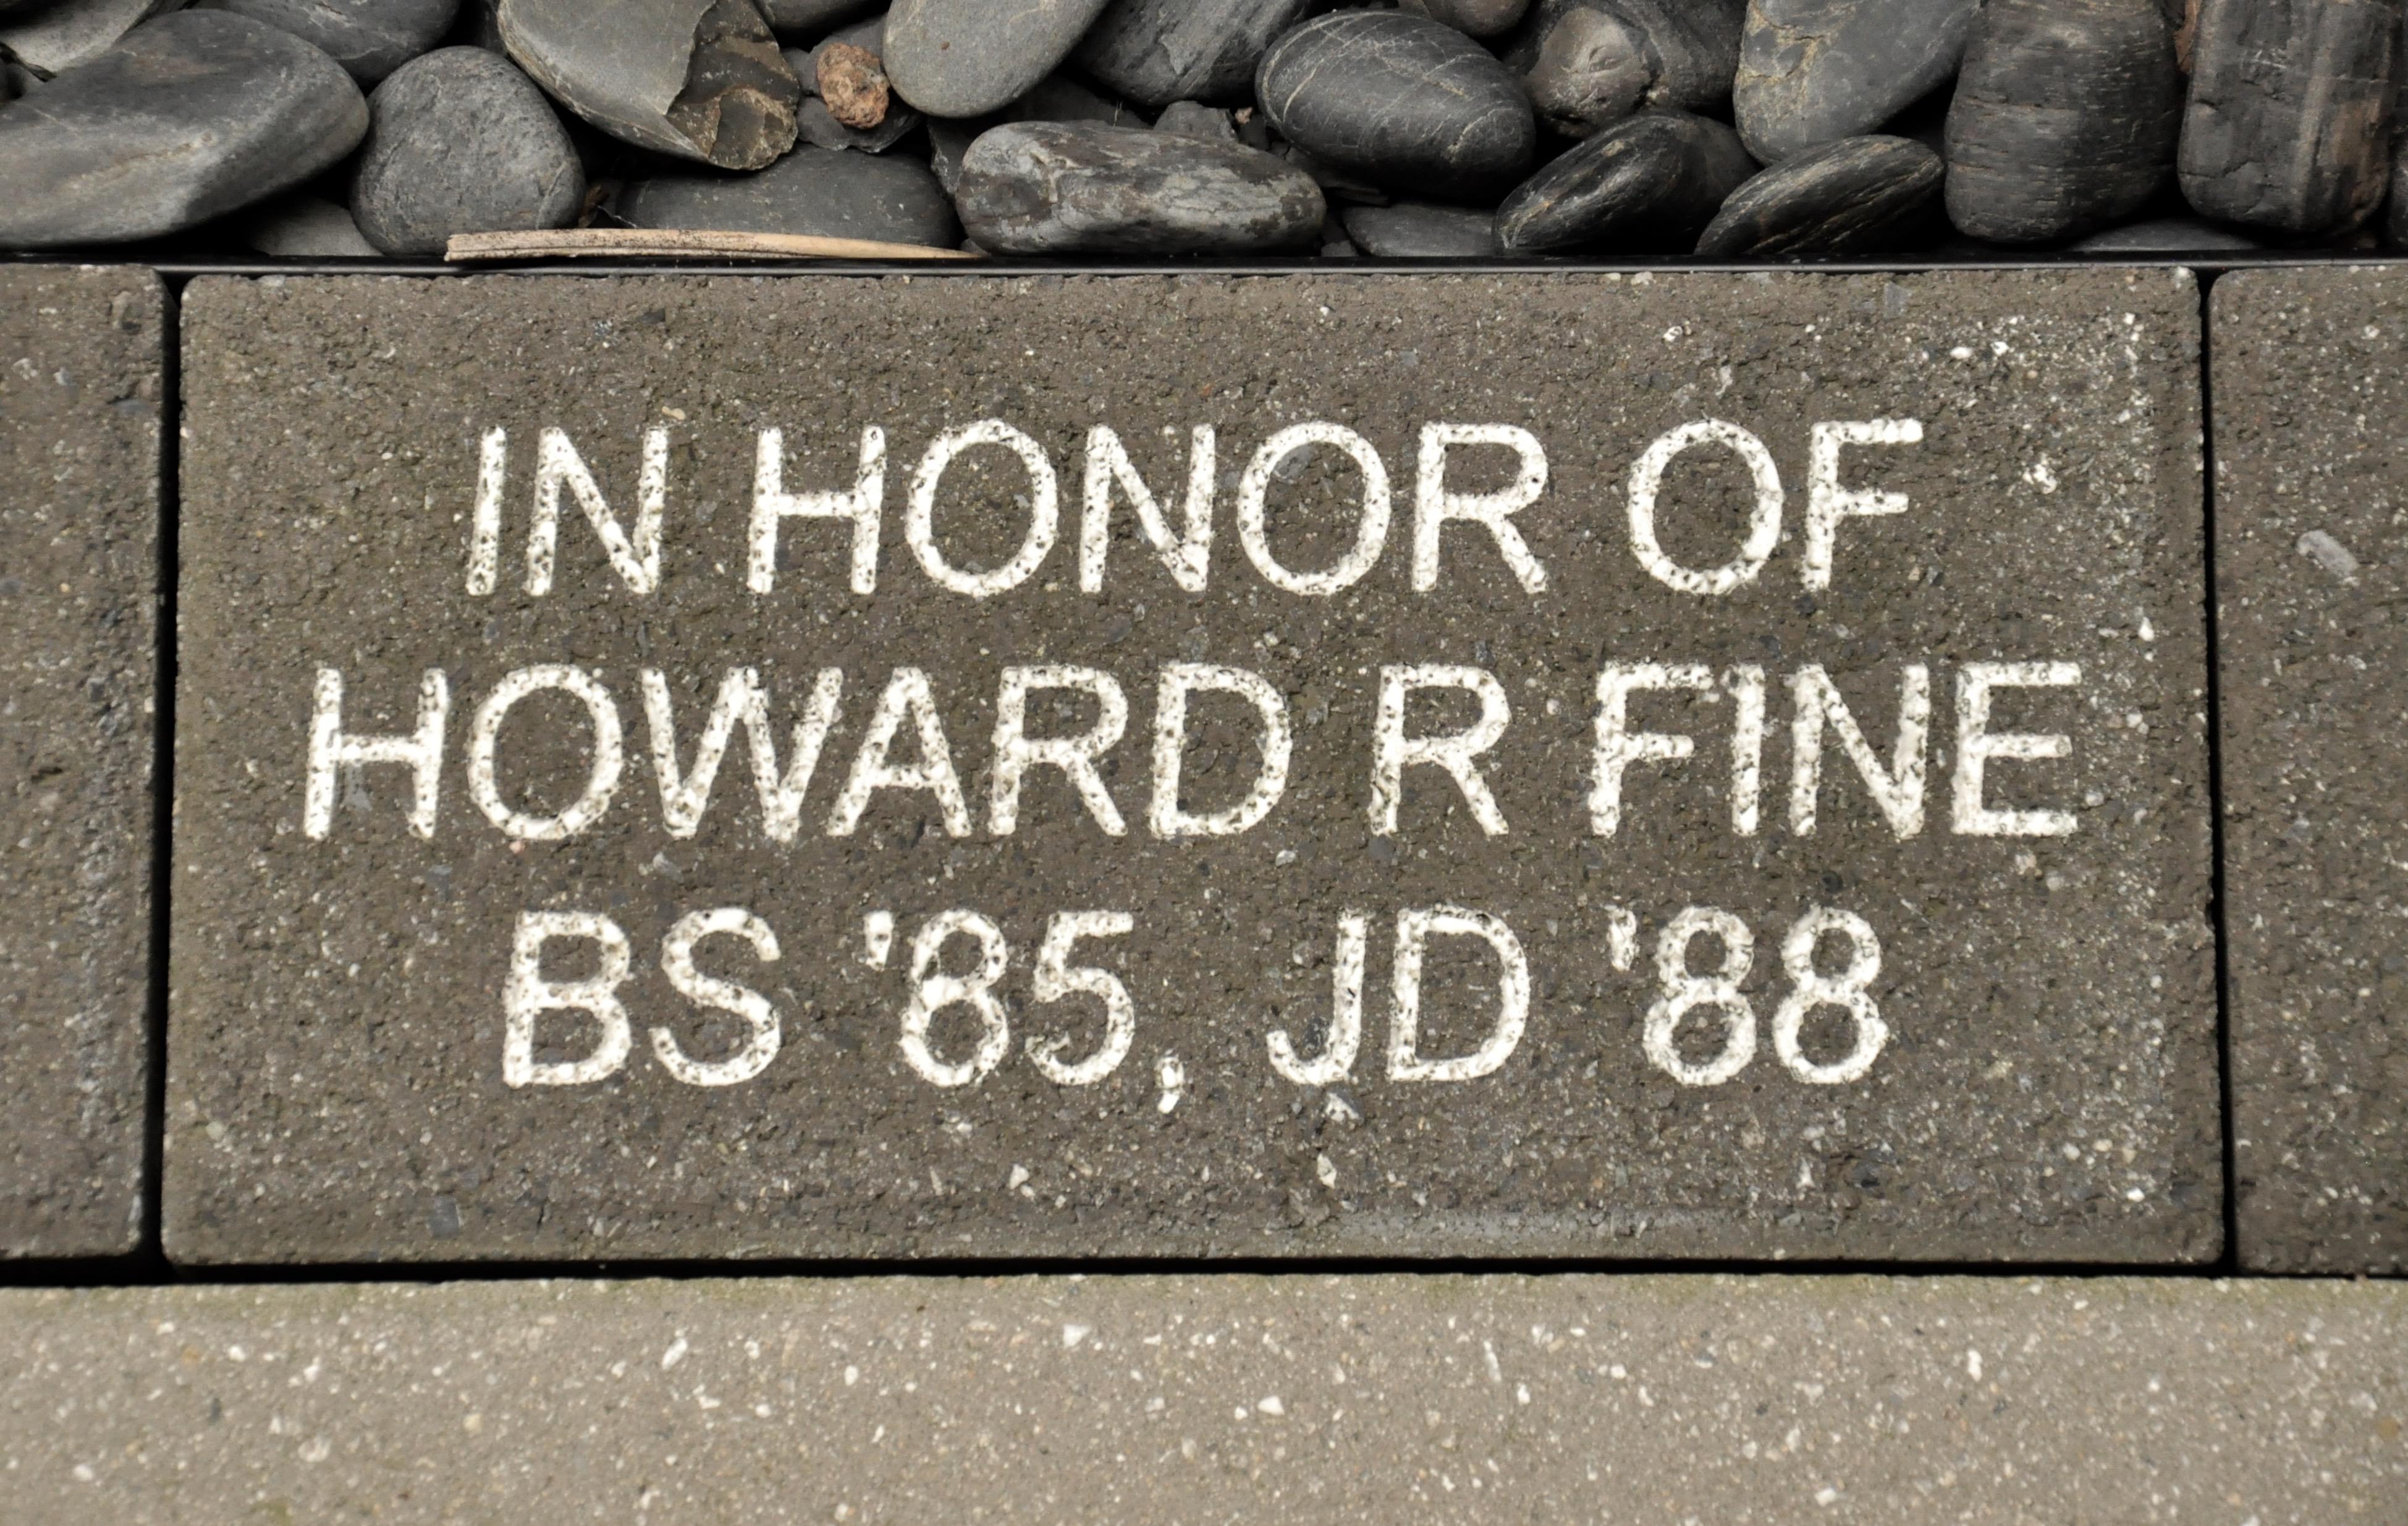 IN HONOR OF
HOWARD R FINE
BS '85, JD '88